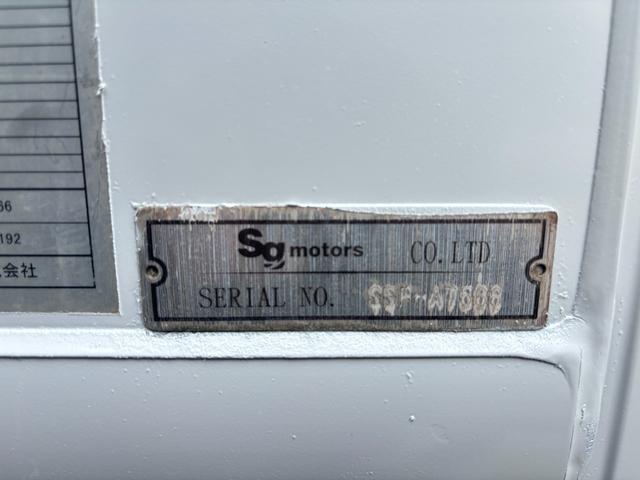 66
192
会社
Sg motors CO.LTD
SERIAL NO.